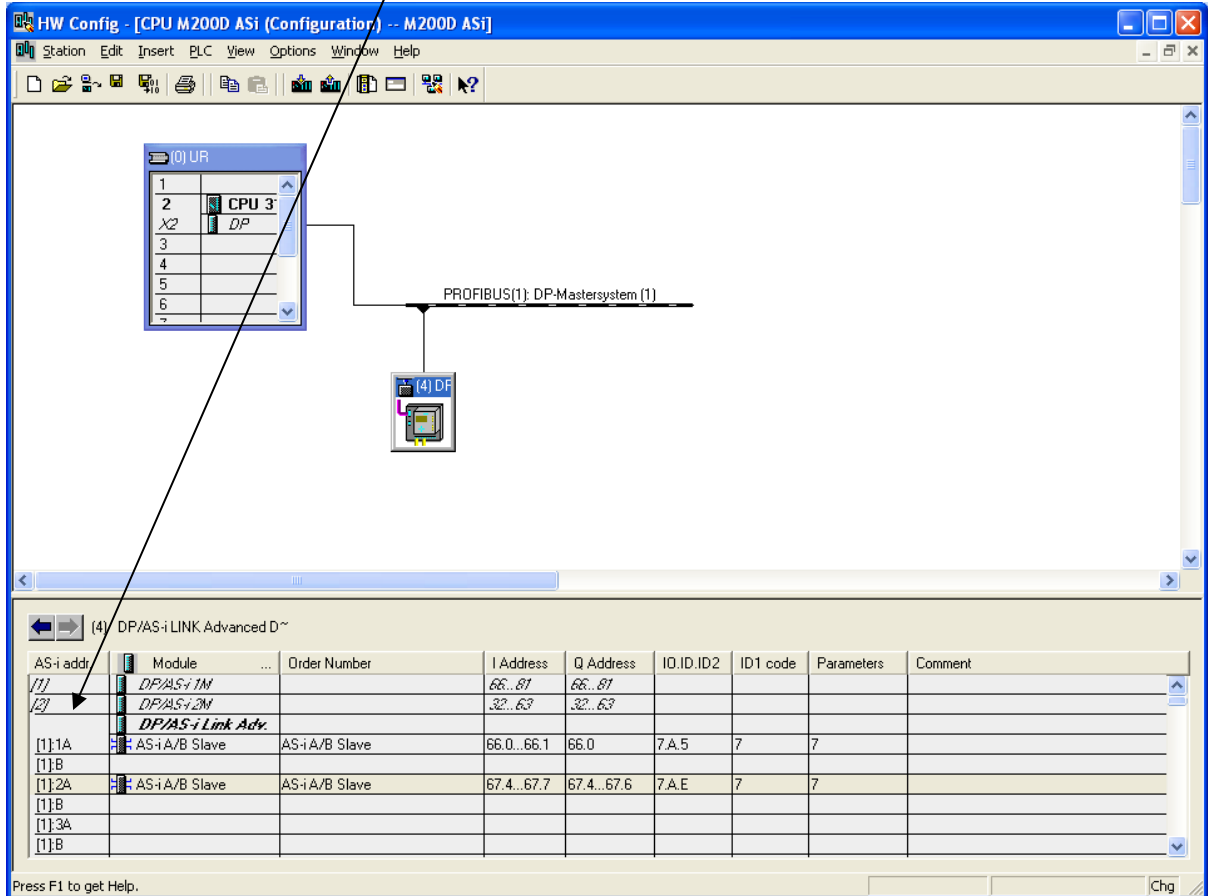 HW Config - [CPU M200D ASi (Configuration) -- M200D ASi]
Station Edit Insert PLC View Options Window Help
(0) UR
1
2 CPU 3
X2 DP
3
4
5
6
PROFIBUS(1): DP-Mastersystem (1)
(4) DP
(4) DP/AS-i LINK Advanced D~
AS-i addr. Module ... Order Number I Address Q Address IO.ID.ID2 ID1 code Parameters Comment
[1] DP/AS-i 1M 66...81 66...81
[2] DP/AS-i 2M 32...63 32...63
DP/AS-i Link Adv.
[1]:1A AS-i A/B Slave AS-i A/B Slave 66.0...66.1 66.0 7.A.5 7 7
[1]:B
[1]:2A AS-i A/B Slave AS-i A/B Slave 67.4...67.7 67.4...67.6 7.A.E 7 7
[1]:B
[1]:3A
[1]:B
Press F1 to get Help. Chg